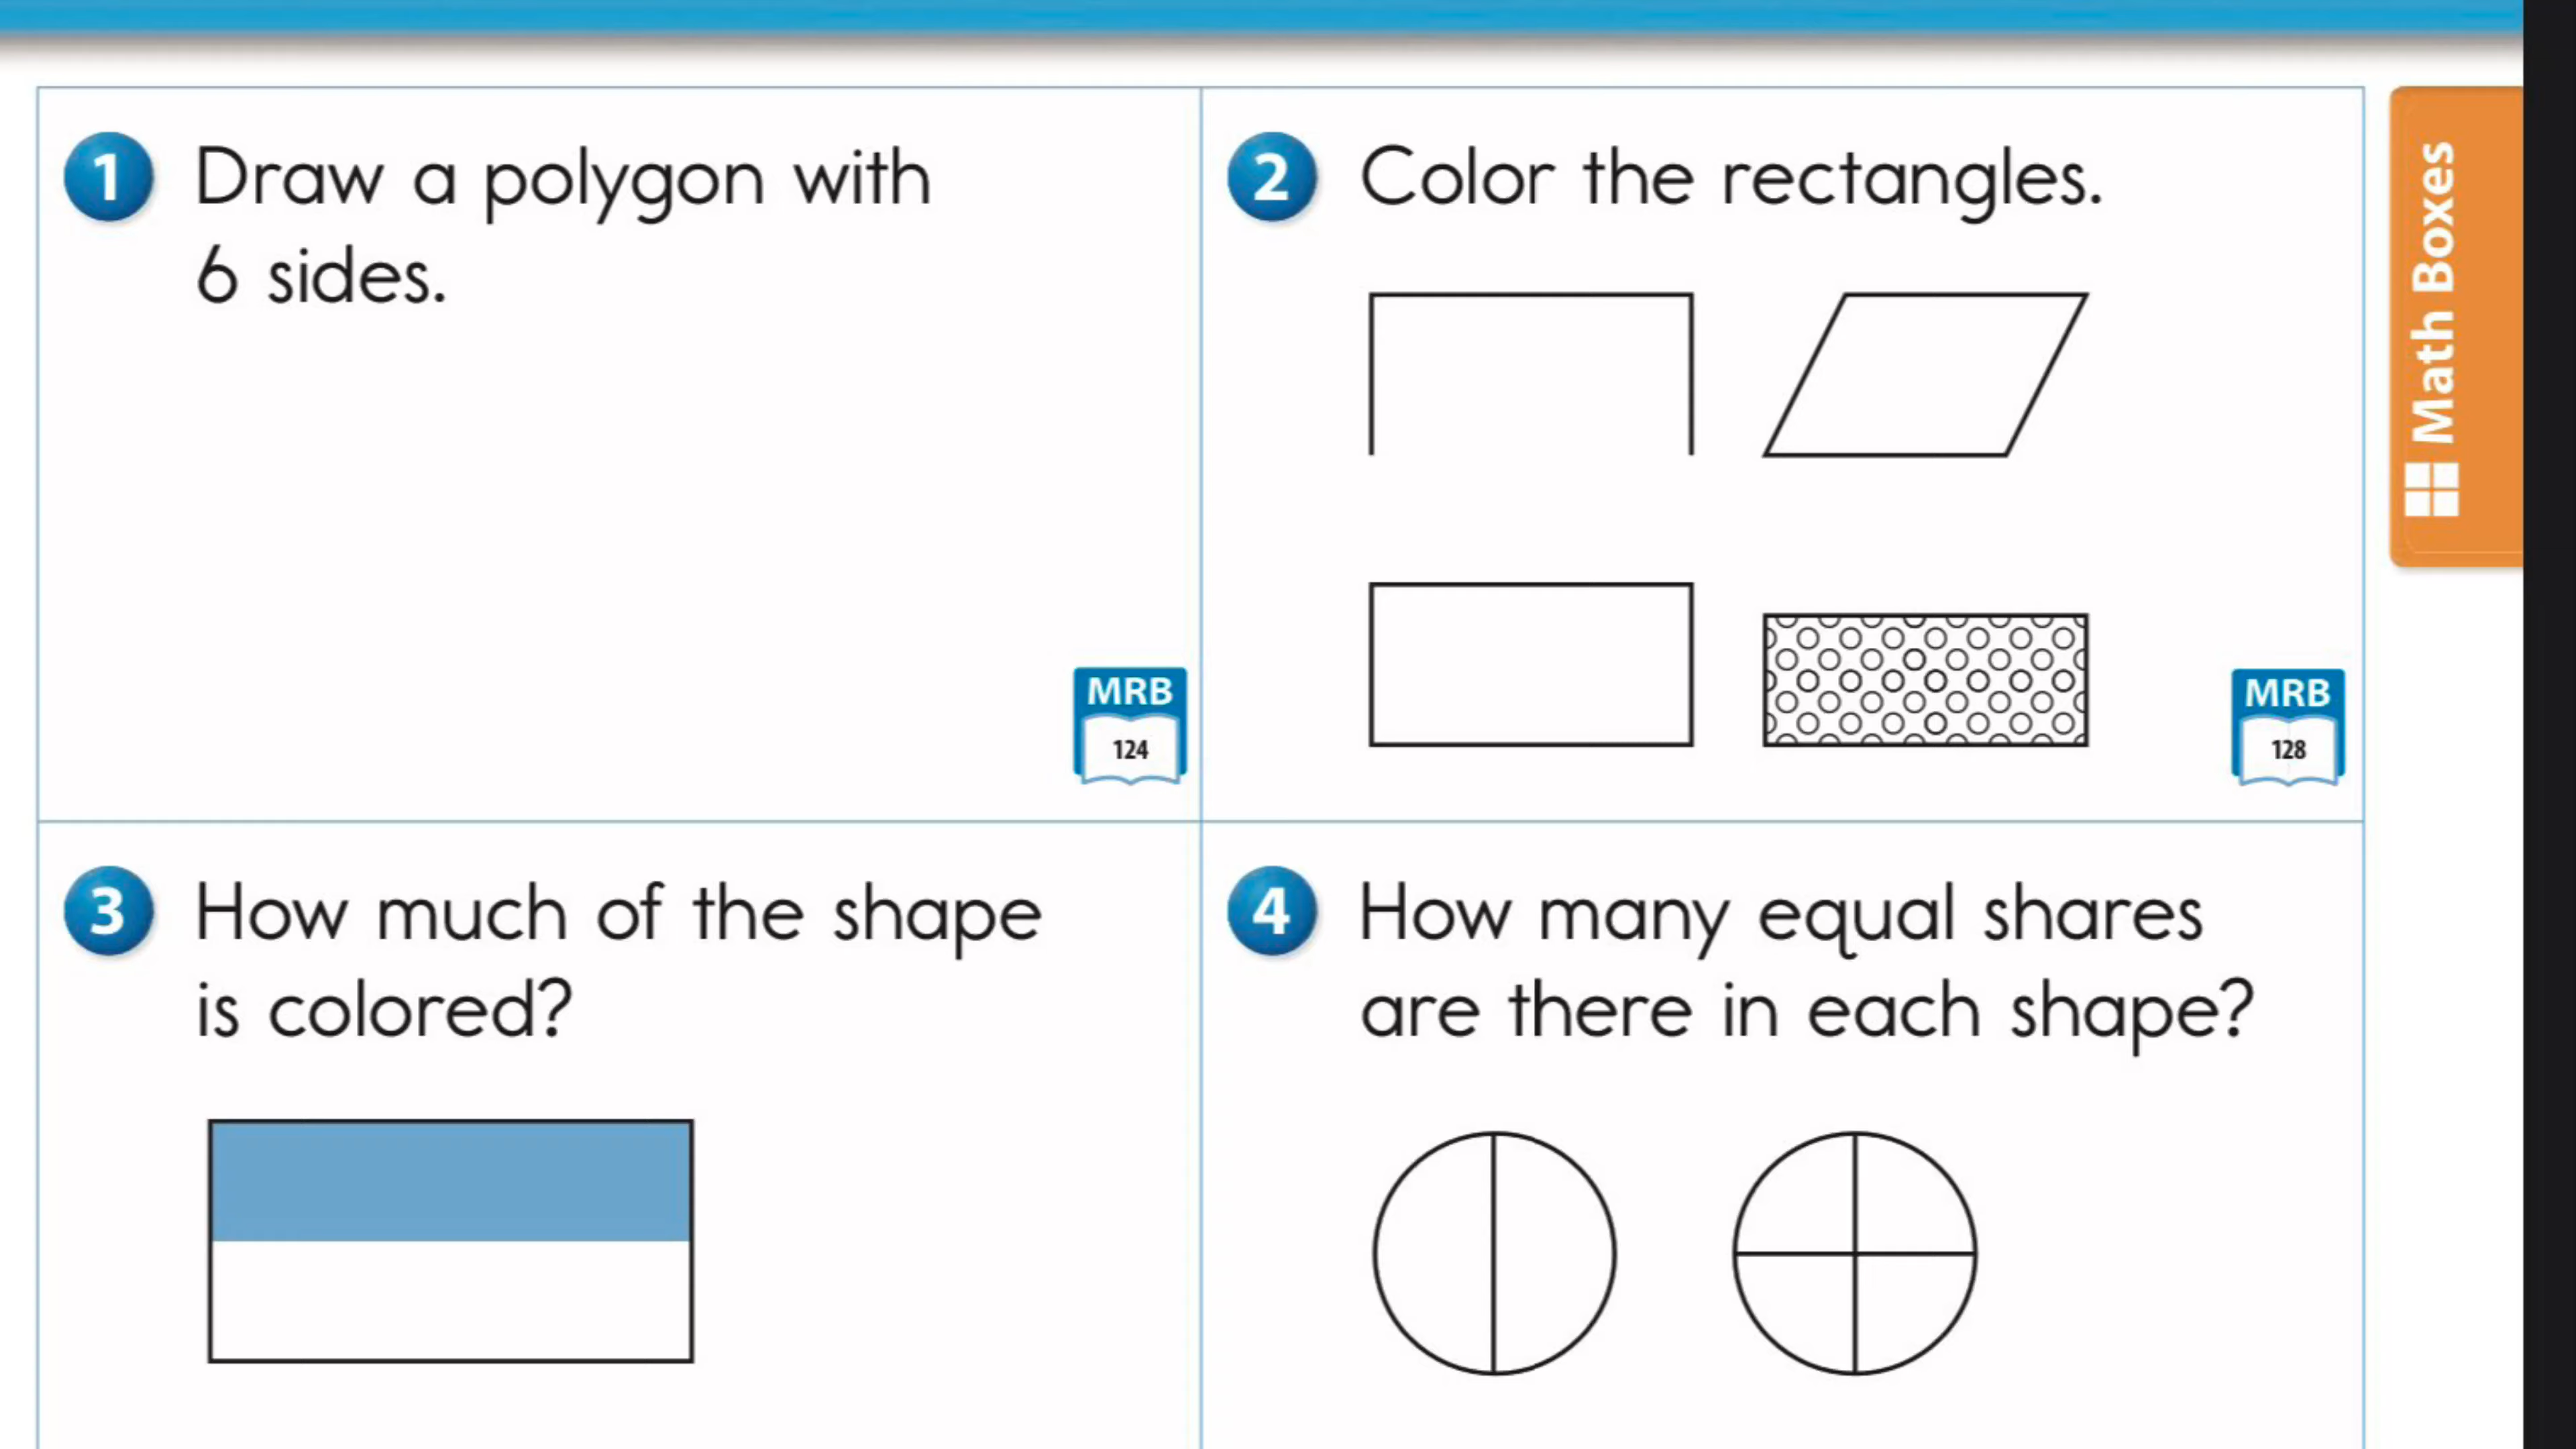 1 Draw a polygon with
6 sides.
MRB
124
2 Color the rectangles.
MRB
128
Math Boxes
3 How much of the shape
is colored?
4 How many equal shares
are there in each shape?